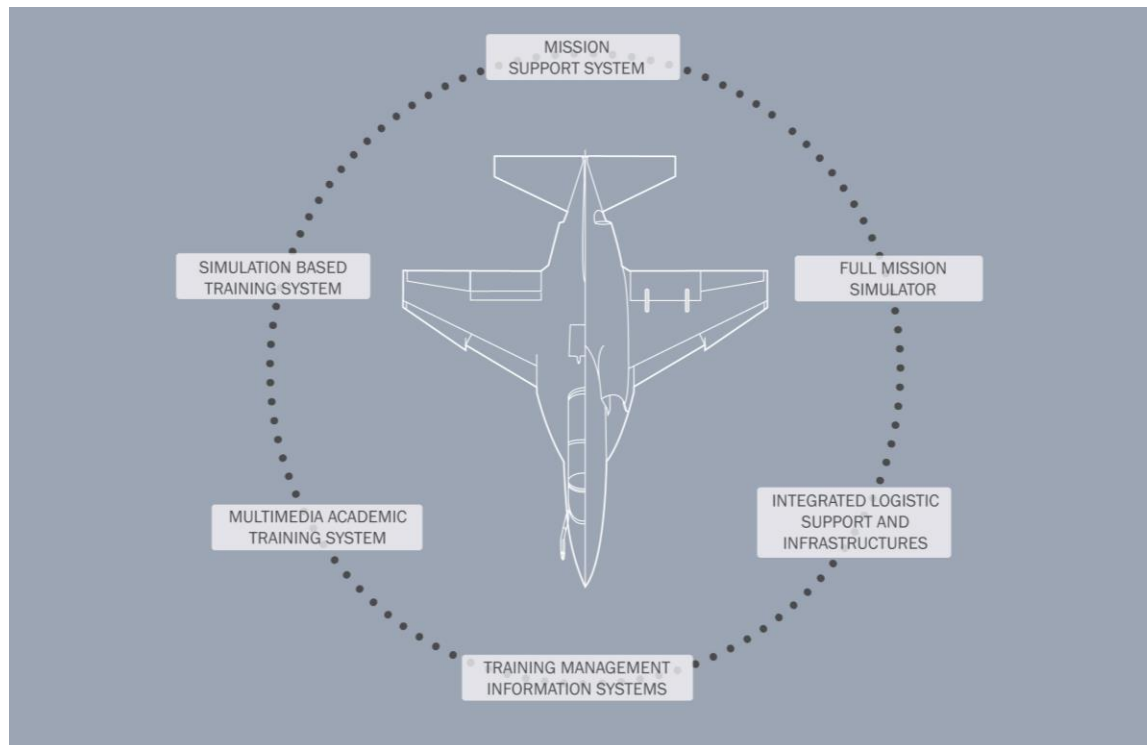 MISSION
SUPPORT SYSTEM
SIMULATION BASED
TRAINING SYSTEM
FULL MISSION
SIMULATOR
MULTIMEDIA ACADEMIC
TRAINING SYSTEM
INTEGRATED LOGISTIC
SUPPORT AND
INFRASTRUCTURES
TRAINING MANAGEMENT
INFORMATION SYSTEMS